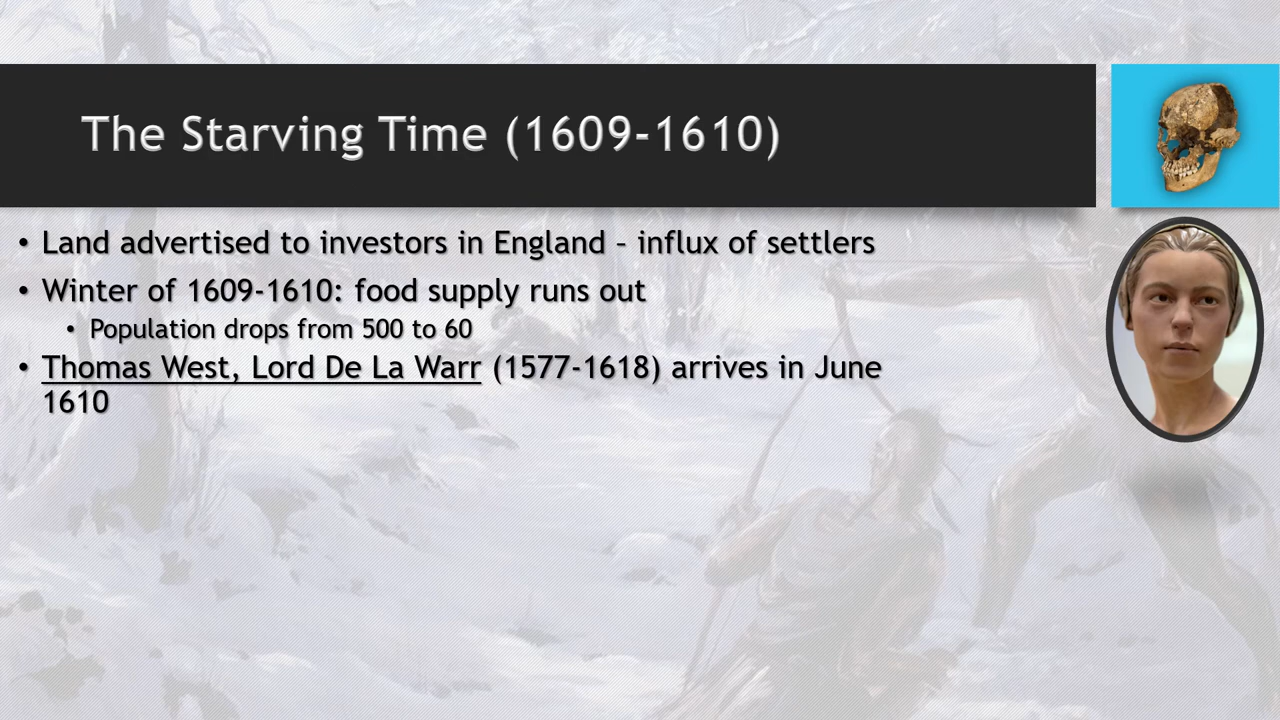 The Starving Time (1609-1610)
• Land advertised to investors in England – influx of settlers
• Winter of 1609-1610: food supply runs out
• Population drops from 500 to 60
• Thomas West, Lord De La Warr (1577-1618) arrives in June
1610